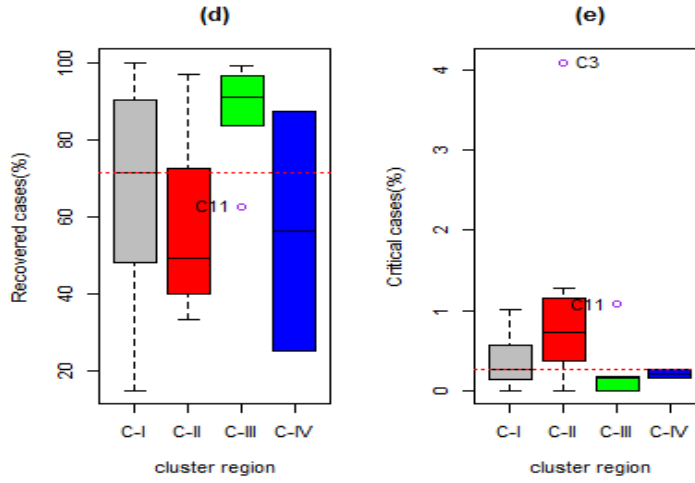 (d)
Recovered cases(%)
100
80
60
40
20
C11
C-I
C-II
C-III
C-IV
cluster region
(e)
Critical cases(%)
4
3
2
1
0
C3
C11
C-I
C-II
C-III
C-IV
cluster region